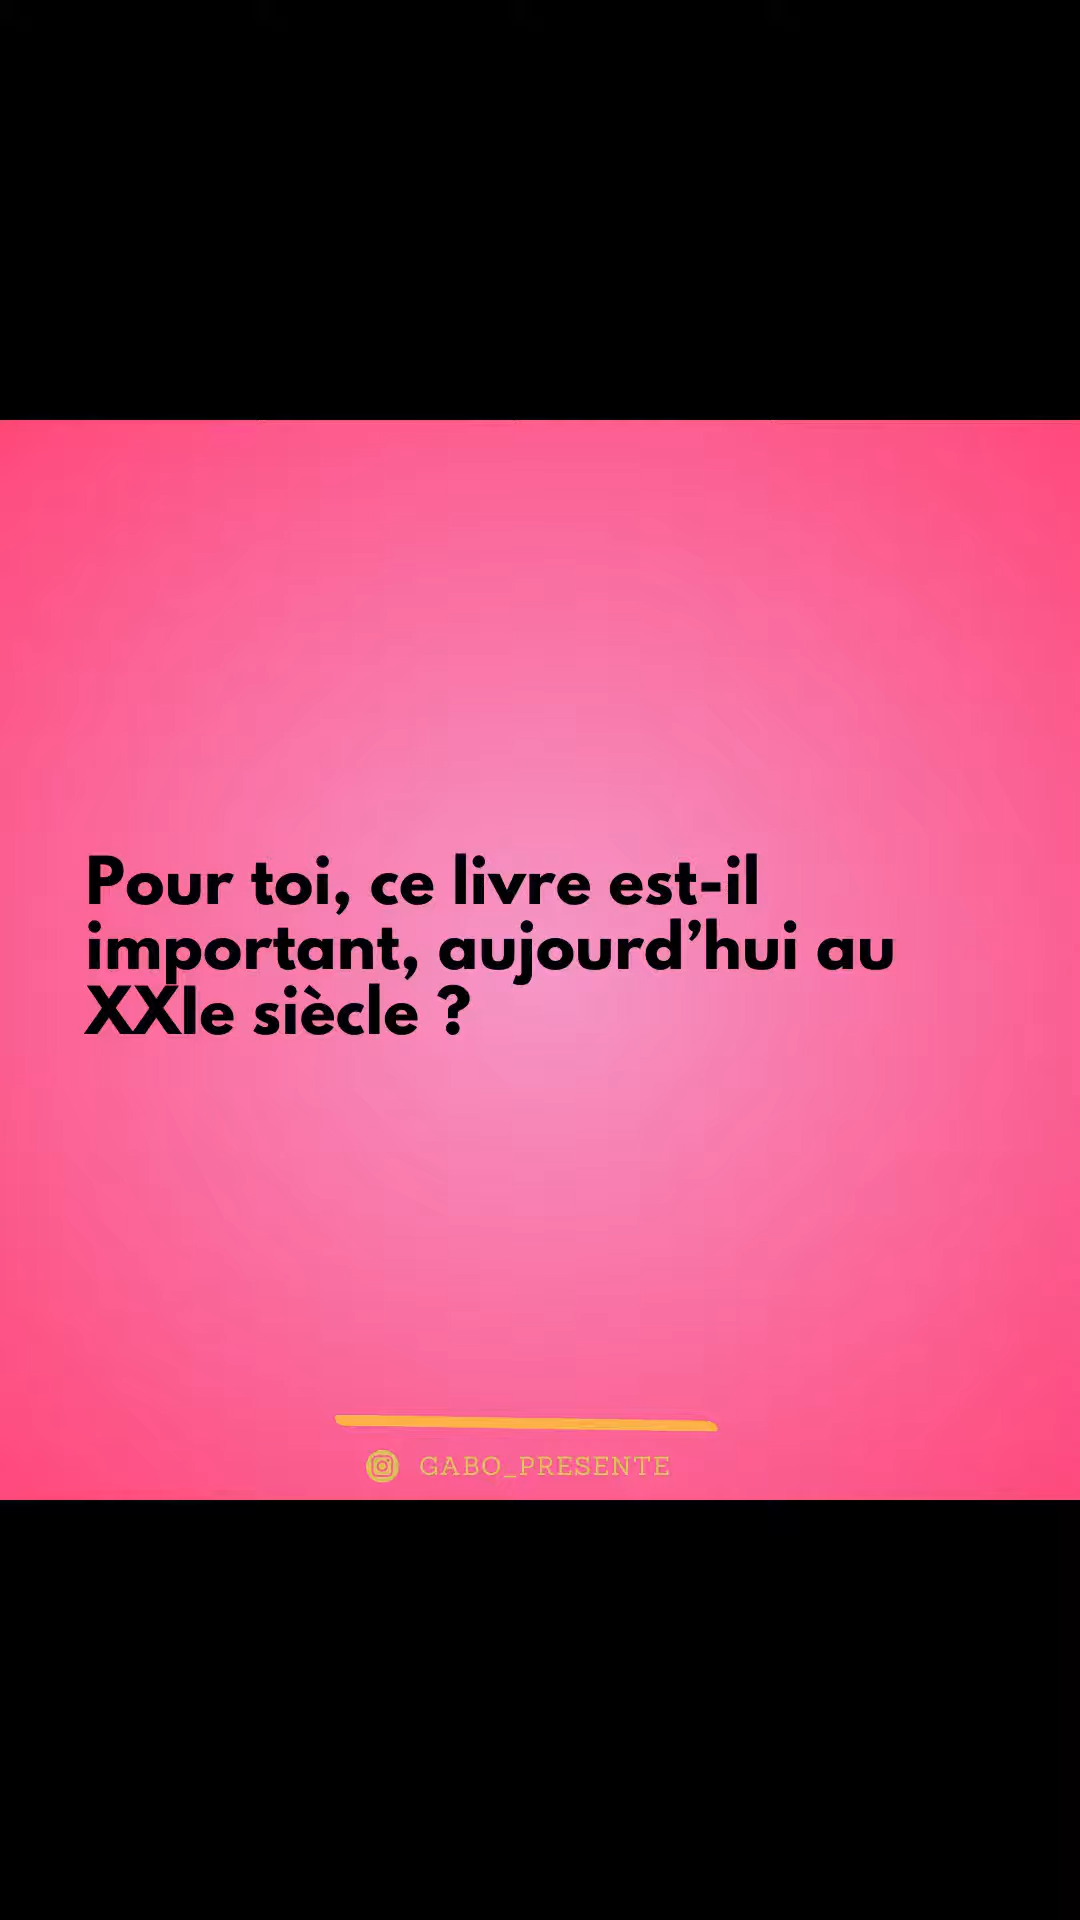 Pour toi, ce livre est-il
important, aujourd’hui au
XXIe siècle ?
GABO_PRESENTE